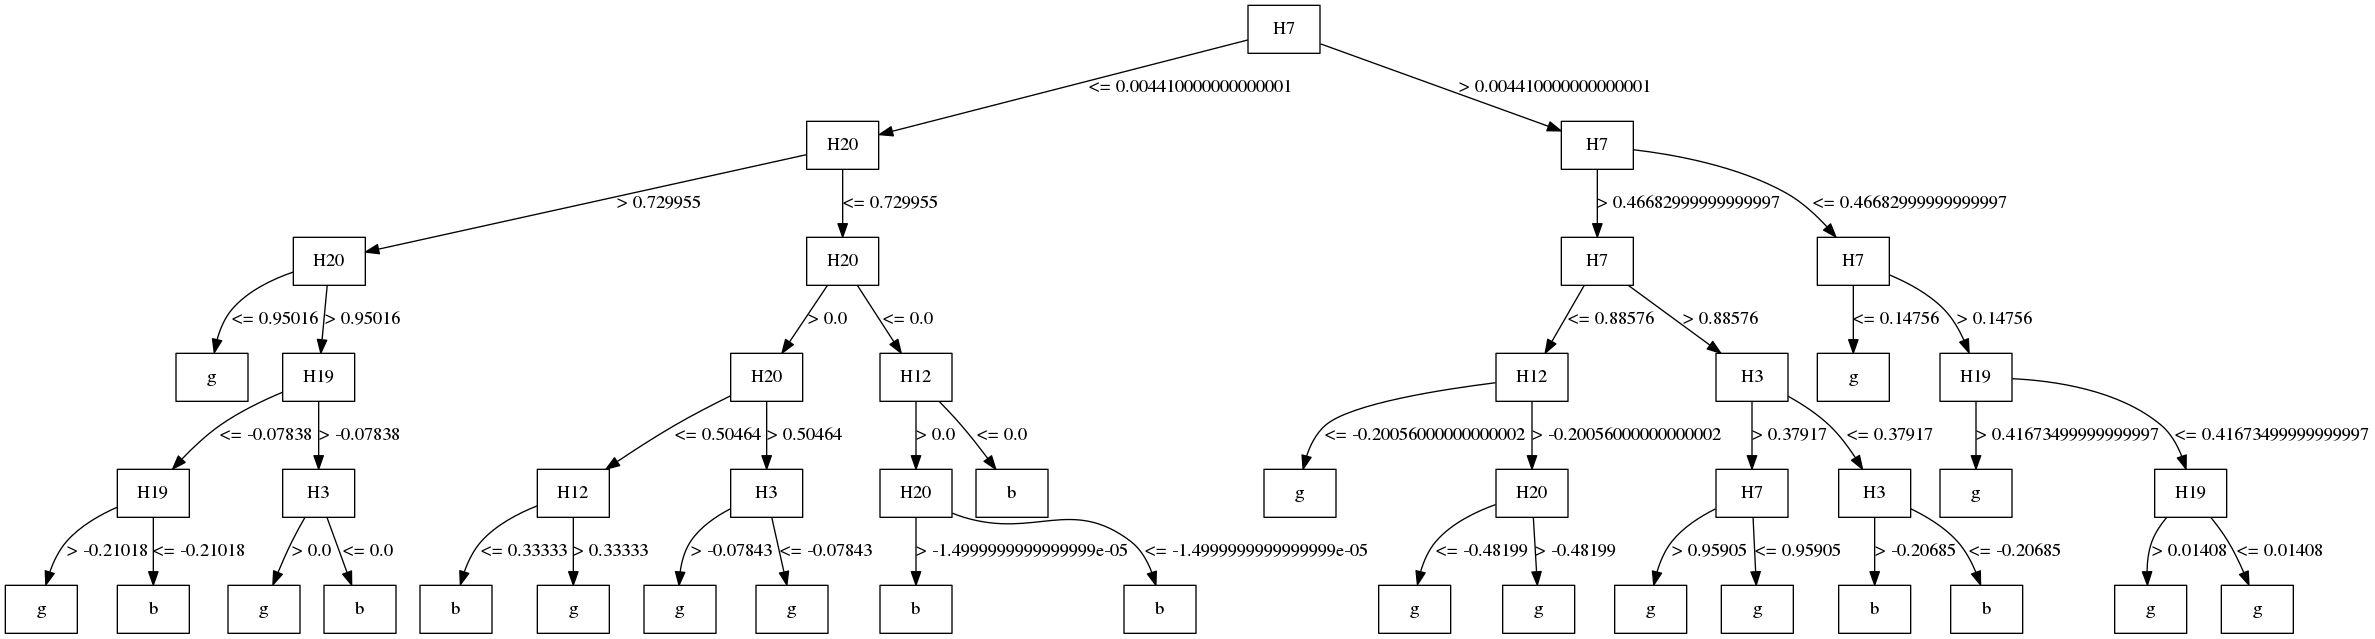 H7
<= 0.004410000000000001 > 0.004410000000000001
H20 H7
> 0.729955 <= 0.729955 > 0.46682999999999997 <= 0.46682999999999997
H20 H20 H7 H7
<= 0.95016 > 0.95016 > 0.0 <= 0.0 <= 0.88576 > 0.88576 <= 0.14756 > 0.14756
g H19 H20 H12 H12 H3 g H19
<= -0.07838 > -0.07838 <= 0.50464 > 0.50464 > 0.0 <= 0.0 <= -0.20056000000000002 > -0.20056000000000002 > 0.37917 <= 0.37917 > 0.41673499999999997 <= 0.41673499999999997
H19 H3 H12 H3 H20 b g H20 H7 H3 g H19
> -0.21018 <= -0.21018 > 0.0 <= 0.0 <= 0.33333 > 0.33333 > -0.07843 <= -0.07843 > -1.4999999999999999e-05 <= -1.4999999999999999e-05 <= -0.48199 > -0.48199 > 0.95905 <= 0.95905 > -0.20685 <= -0.20685 > 0.01408 <= 0.01408
g b g b b g g g b b g g g g b b g g